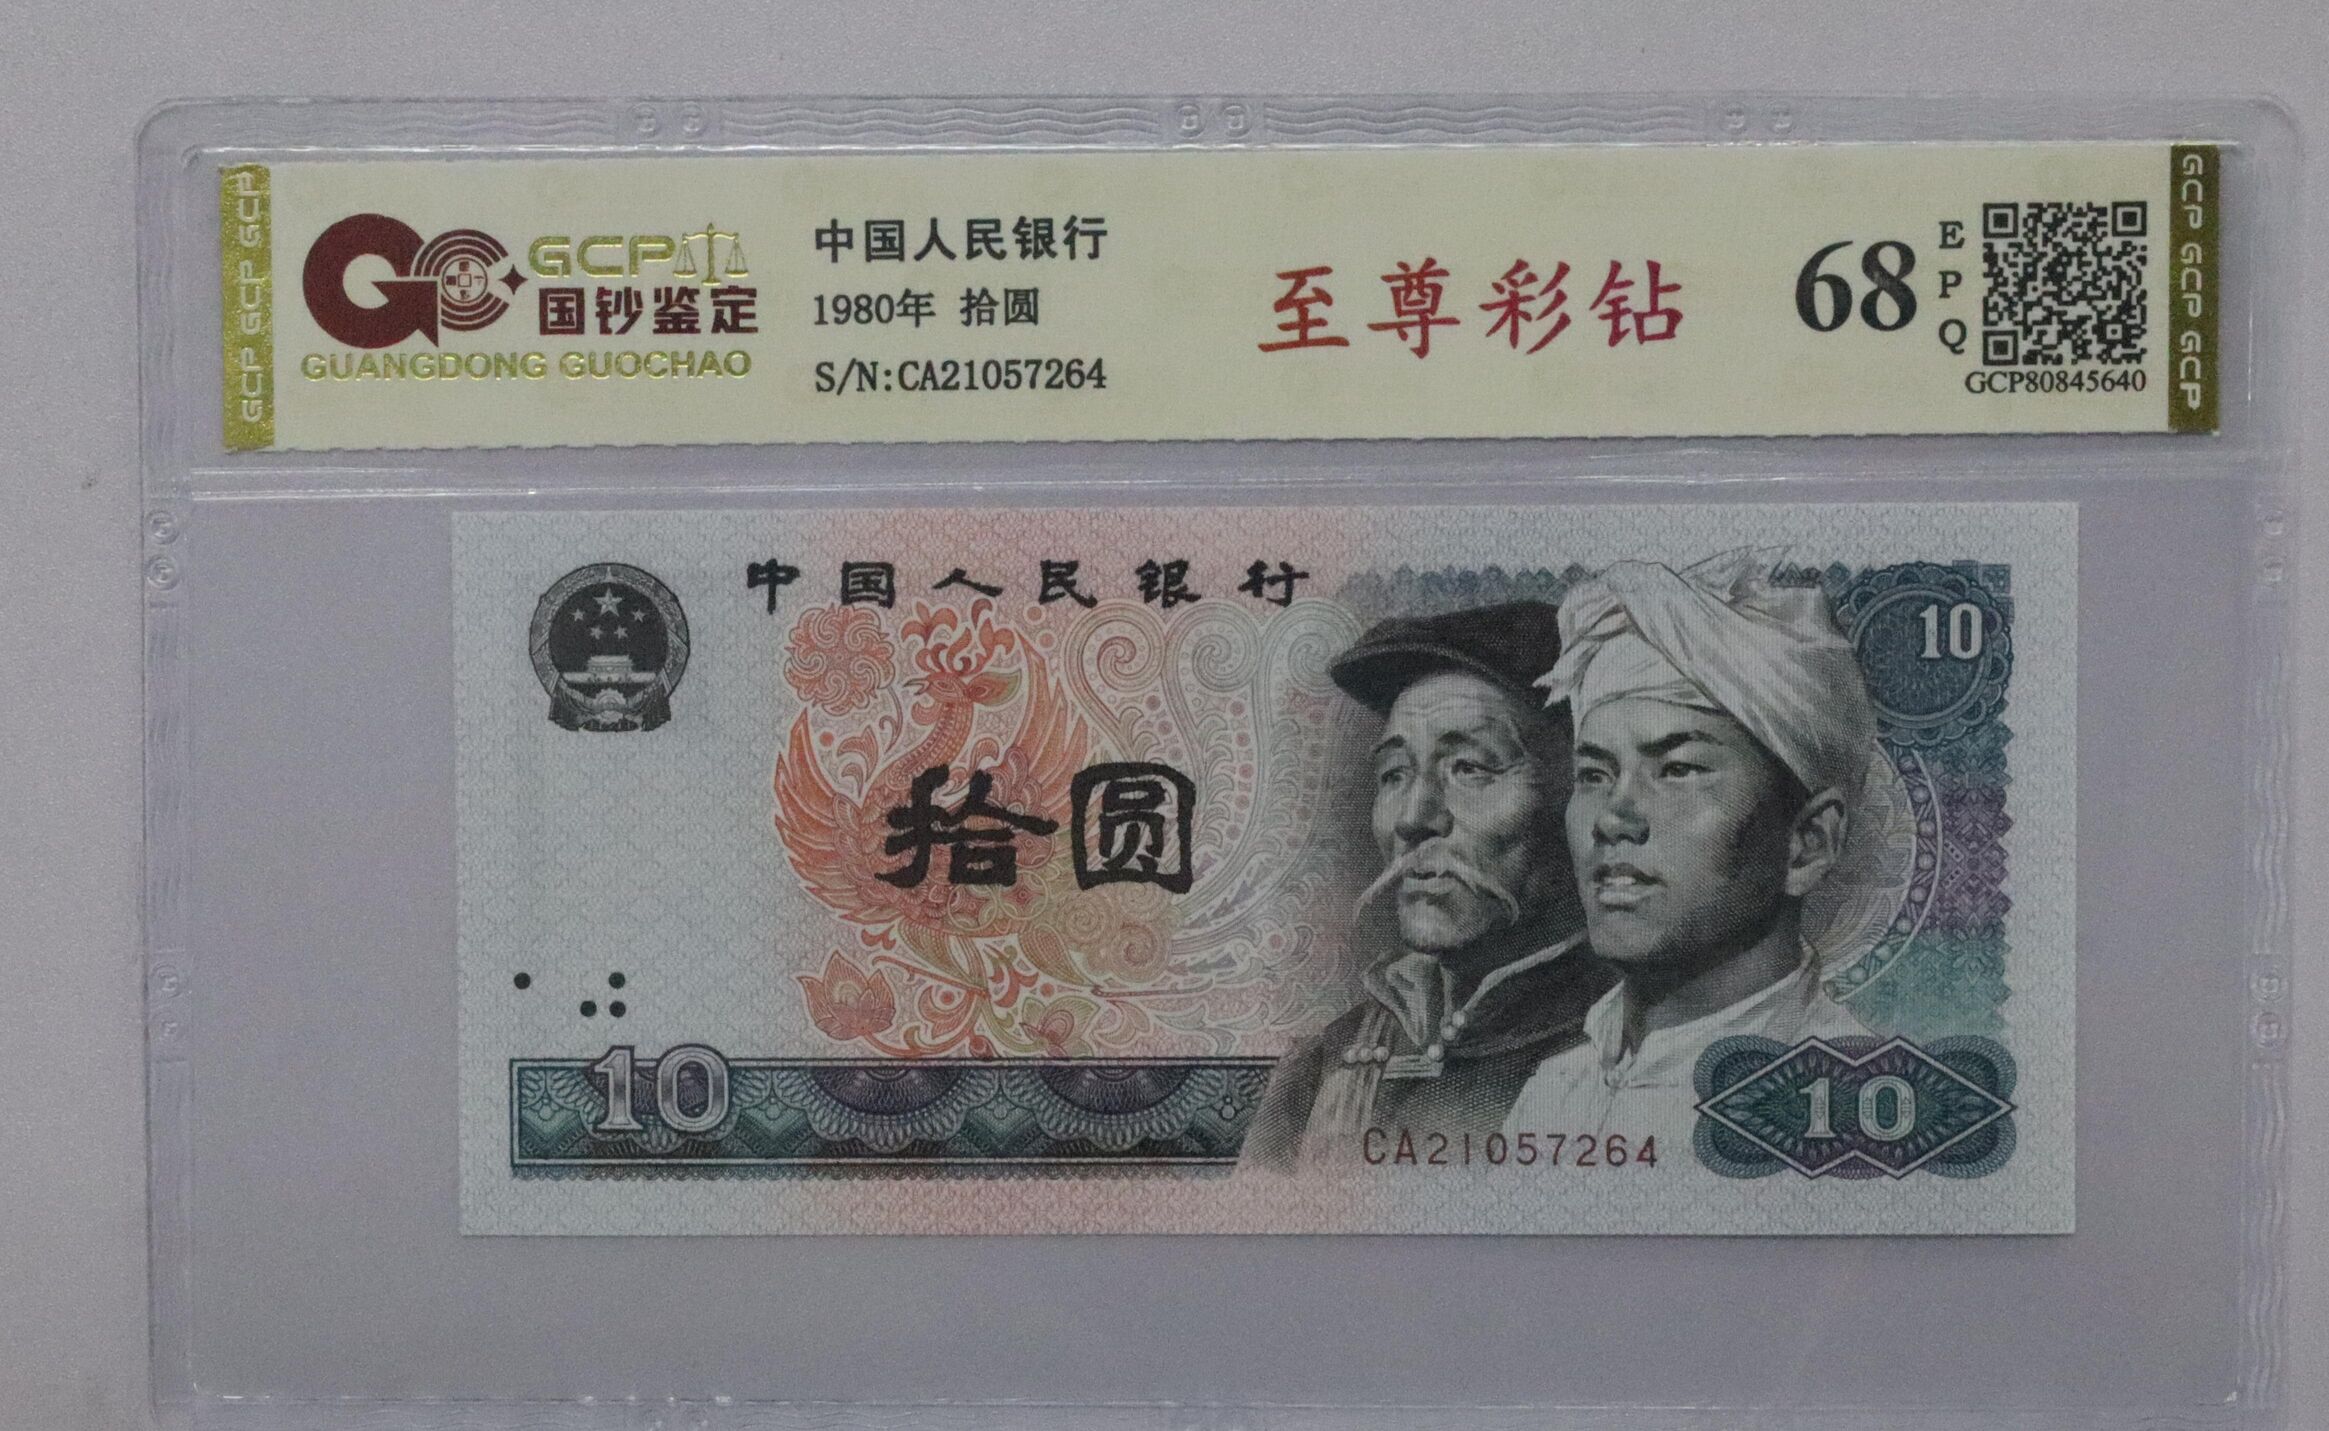 GCP GCP GCP
GCP
国钞鉴定
GUANGDONG GUOCHAO
中国人民银行
1980年 拾圆
S/N:CA21057264
至尊彩钻
68
EPQ
GCP80845640
GCP GCP GCP
中国人民银行
10
拾圆
10
CA21057264
10